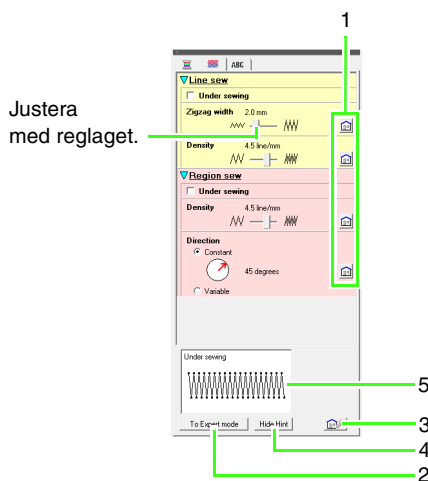 1
ABC
Line sew
Under sewing
Zigzag width 2.0 mm
Justera
med reglaget.
Density 4.5 line/mm
Region sew
Under sewing
Density 4.5 line/mm
Direction
Constant
45 degrees
Variable
Under sewing
5
To Expert mode Hide Hint
3
4
2